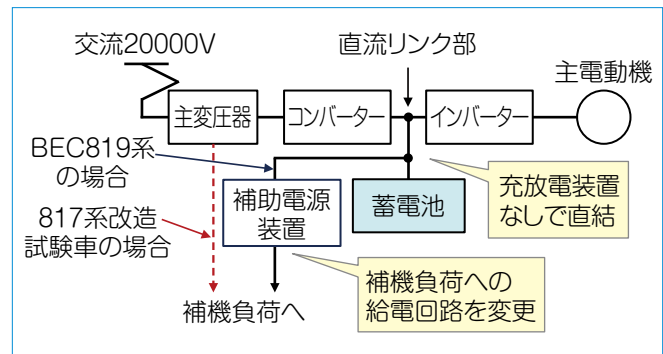 交流20000V
直流リンク部
主電動機
主変圧器
コンバーター
インバーター
BEC819系
の場合
817系改造
試験車の場合
補助電源
装置
蓄電池
充放電装置
なしで直結
補機負荷へ
補機負荷への
給電回路を変更